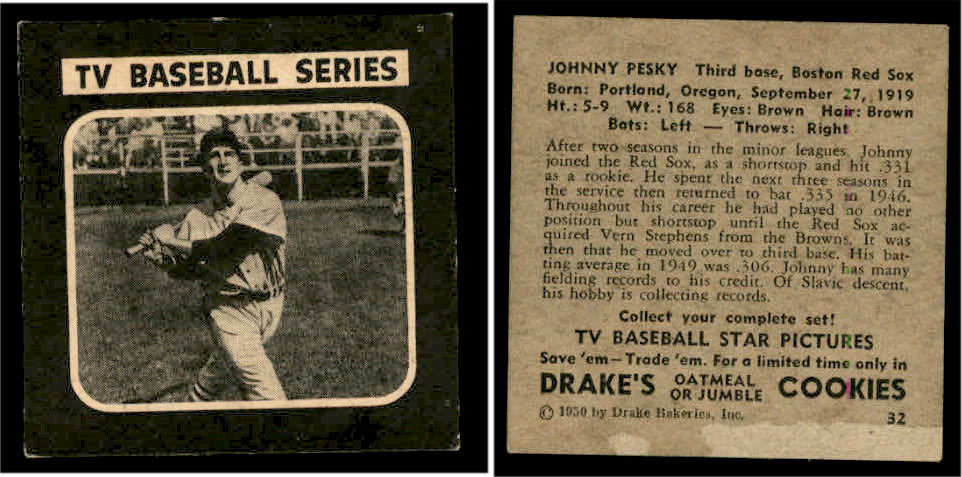 TV BASEBALL SERIES
JOHNNY PESKY Third base, Boston Red Sox
Born: Portland, Oregon, September 27, 1919
Ht.: 5-9 Wt.: 168 Eyes: Brown Hair: Brown
Bats: Left — Throws: Right
After two seasons in the minor leagues, Johnny
joined the Red Sox, as a shortstop and hit .331
as a rookie. He spent the next three seasons in
the service then returned to bat .335 in 1946.
Throughout his career he had played no other
position but shortstop until the Red Sox ac-
quired Vern Stephens from the Browns. It was
then that he moved over to third base. His bat-
ting average in 1949 was .306. Johnny has many
fielding records to his credit. Of Slavic descent,
his hobby is collecting records.
Collect your complete set!
TV BASEBALL STAR PICTURES
Save 'em—Trade 'em. For a limited time only in
DRAKE'S OATMEAL OR JUMBLE COOKIES
© 1950 by Drake Bakeries, Inc. 32